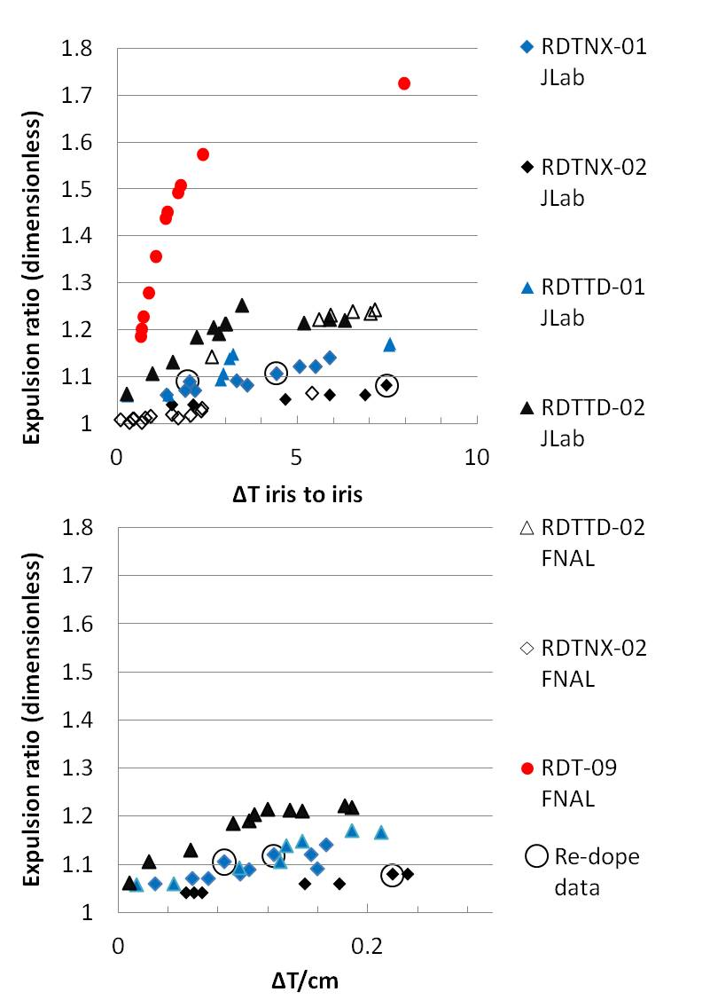 1.8
1.7
1.6
1.5
1.4
1.3
1.2
1.1
1
Expulsion ratio (dimensionless)
0
5
10
ΔT iris to iris
1.8
1.7
1.6
1.5
1.4
1.3
1.2
1.1
1
Expulsion ratio (dimensionless)
0
0.2
ΔT/cm
RDTNX-01
JLab
RDTNX-02
JLab
RDTTD-01
JLab
RDTTD-02
JLab
RDTTD-02
FNAL
RDTNX-02
FNAL
RDT-09
FNAL
Re-dope
data